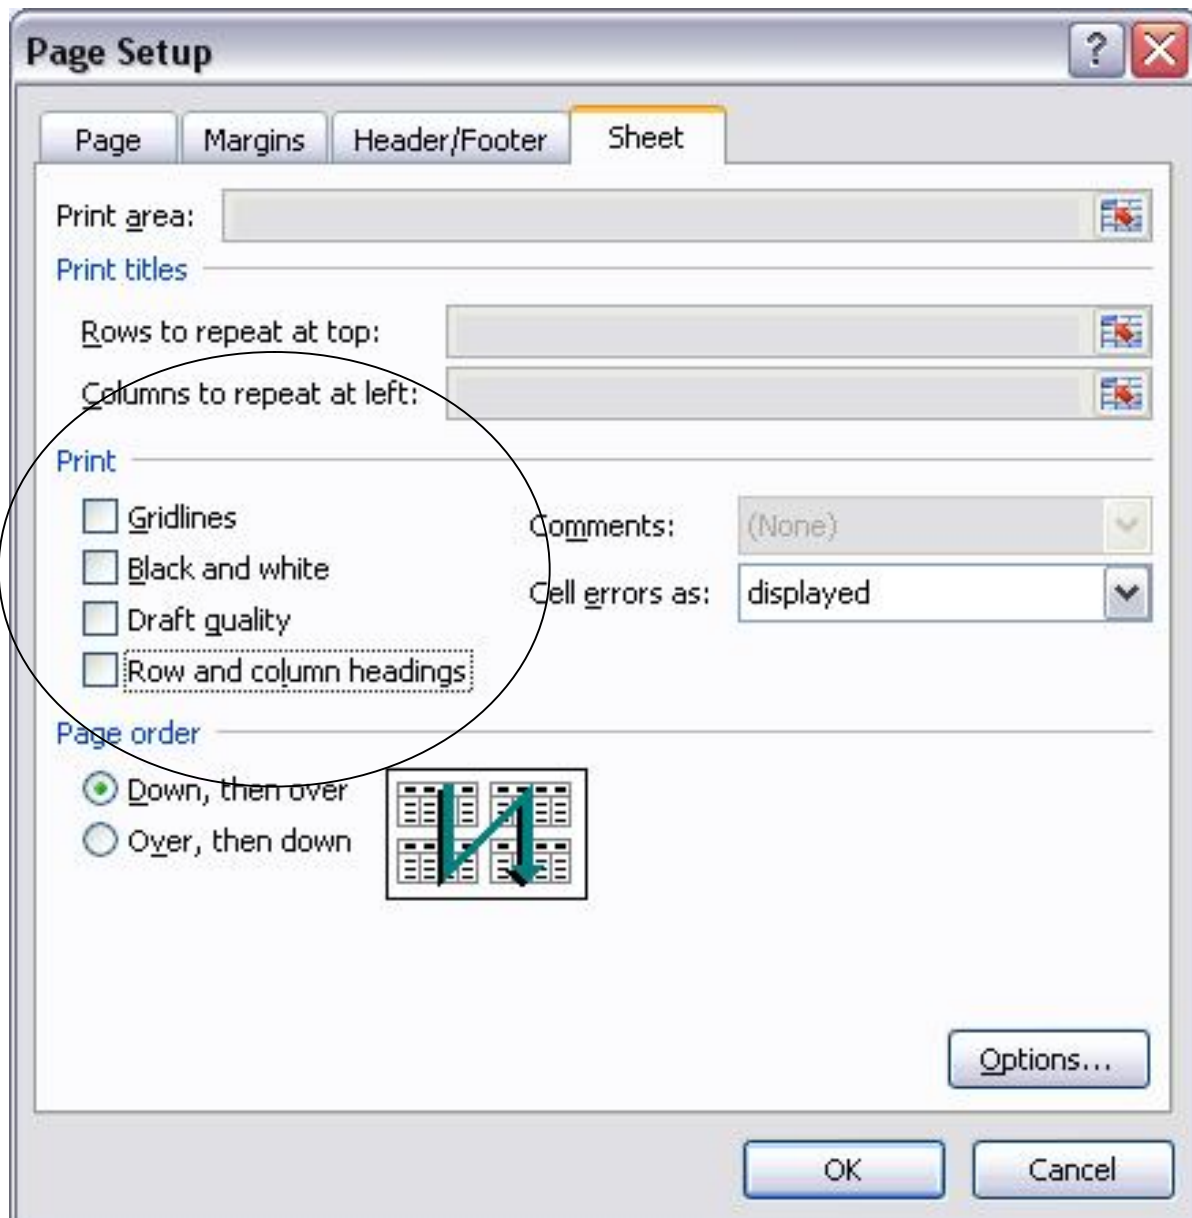 Page Setup
?
Page Margins Header/Footer Sheet
Print area:
Print titles
Rows to repeat at top:
Columns to repeat at left:
Print
Gridlines
Comments: (None)
Black and white
Cell errors as: displayed
Draft quality
Row and column headings
Page order
Down, then over
Over, then down
Options...
OK Cancel